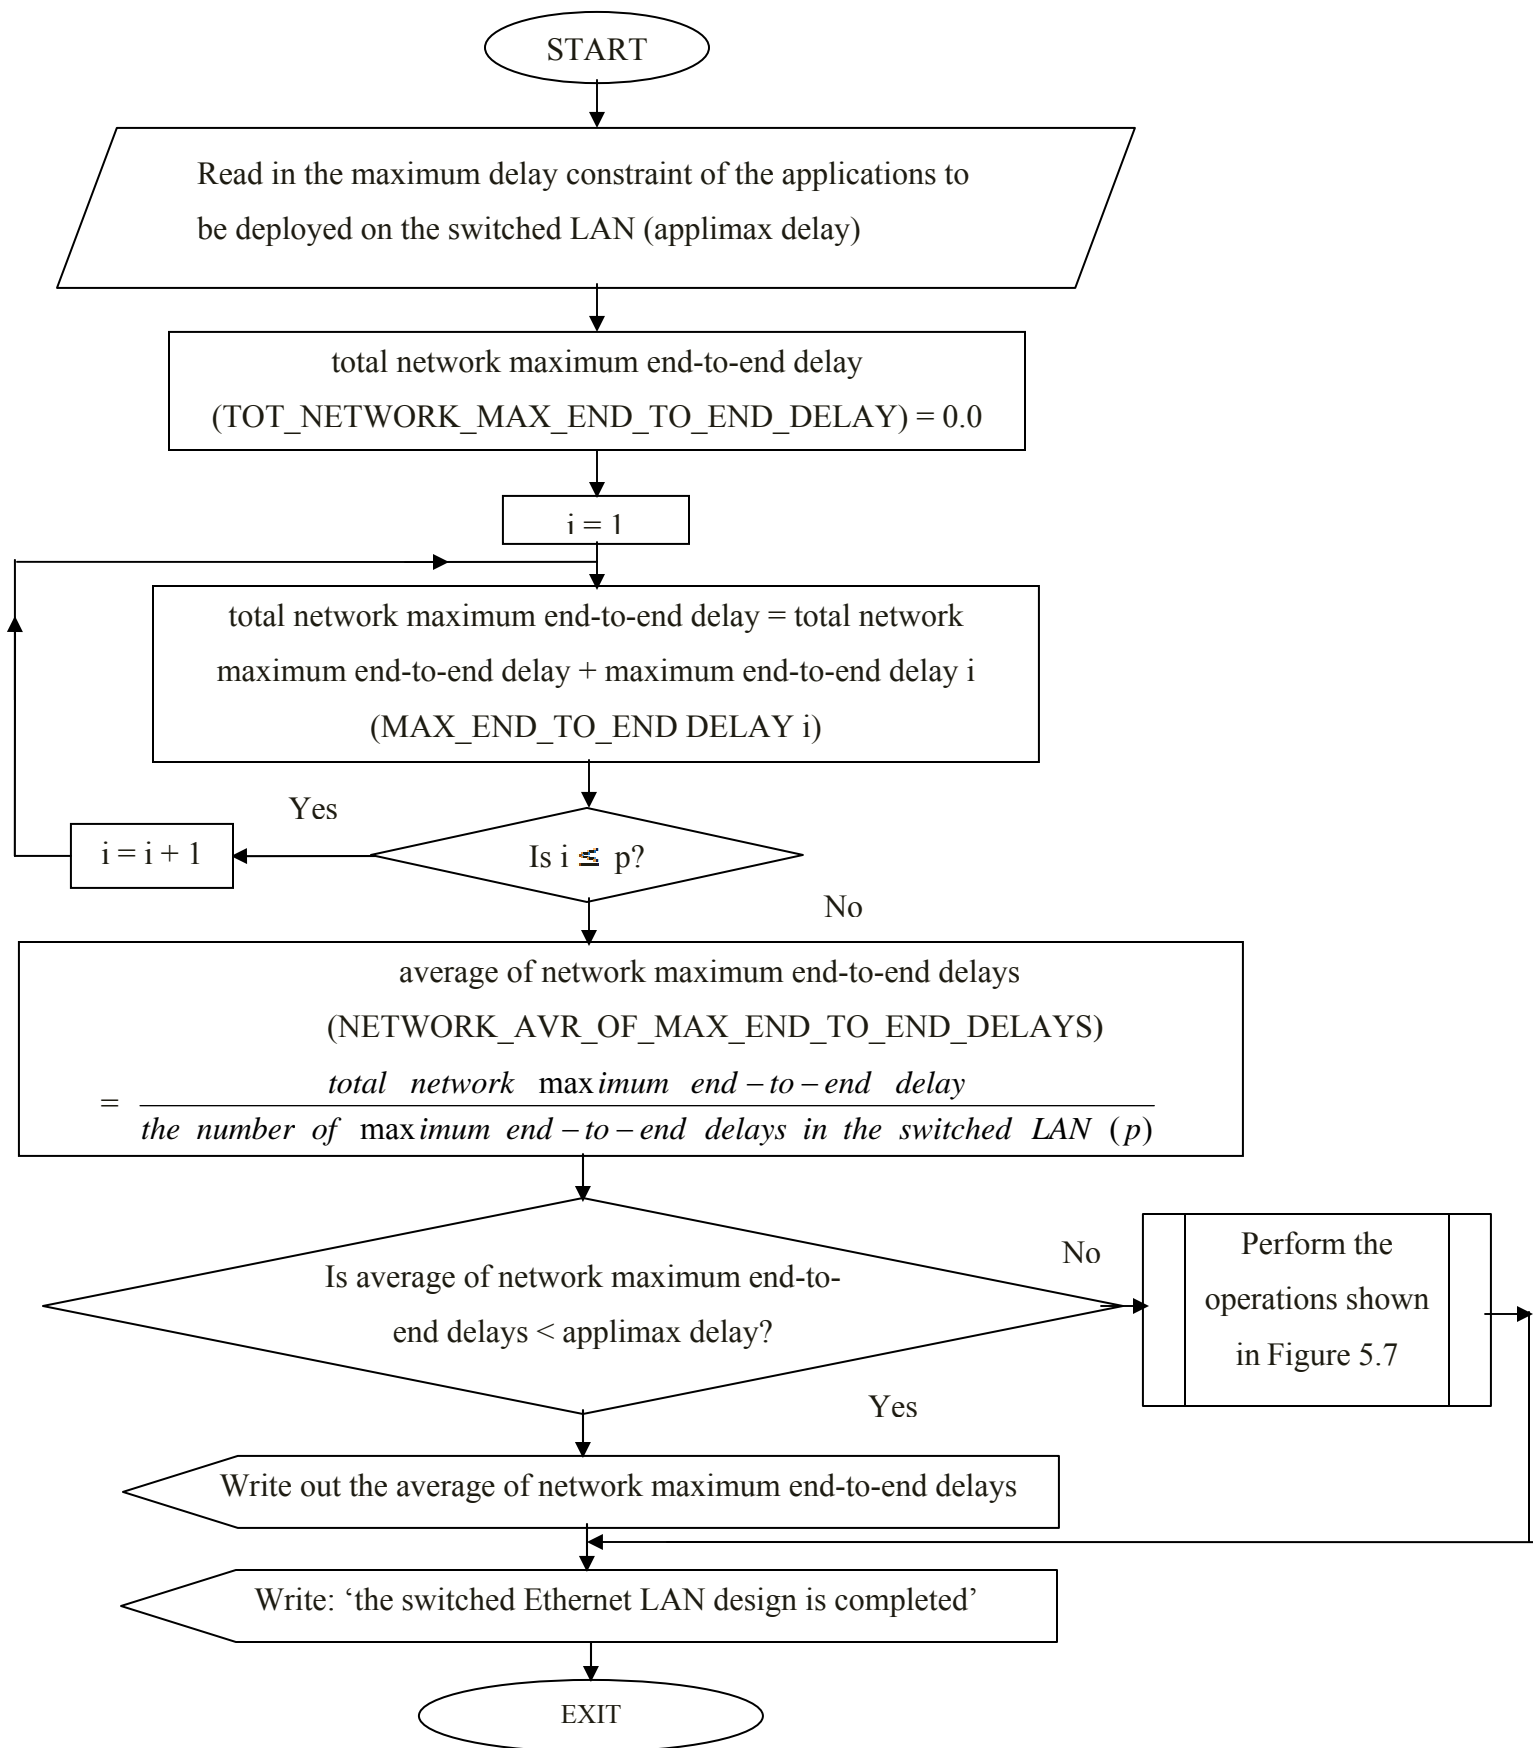 START
Read in the maximum delay constraint of the applications to
be deployed on the switched LAN (applimax delay)
total network maximum end-to-end delay
(TOT_NETWORK_MAX_END_TO_END_DELAY) = 0.0
i = 1
total network maximum end-to-end delay = total network
maximum end-to-end delay + maximum end-to-end delay i
(MAX_END_TO_END DELAY i)
Yes
i = i + 1
Is i ≤ p?
No
average of network maximum end-to-end delays
(NETWORK_AVR_OF_MAX_END_TO_END_DELAYS)
total network maximum end – to – end delay
=
the number of maximum end – to – end delays in the switched LAN (p)
No
Perform the
operations shown
in Figure 5.7
Is average of network maximum end-to-
end delays < applimax delay?
Yes
Write out the average of network maximum end-to-end delays
Write: ‘the switched Ethernet LAN design is completed’
EXIT